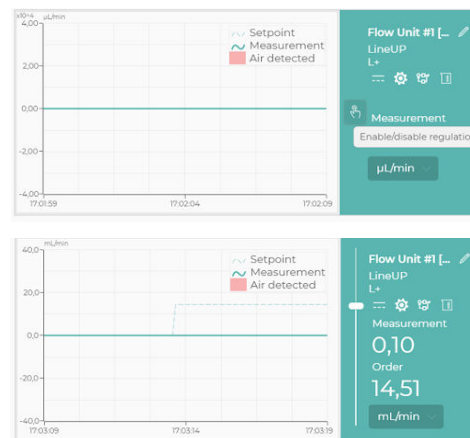 x10^4 µL/min
4,00
2,00
0,00
-2,00
-4,00
17:01:59
17:02:04
17:02:09
Setpoint
Measurement
Air detected
Flow Unit #1 [...
LineUP
L+
Measurement
Enable/disable regulatio
µL/min
mL/min
40,0
20,0
0,0
-20,0
-40,0
17:03:09
17:03:14
17:03:19
Setpoint
Measurement
Air detected
Flow Unit #1 [...
LineUP
L+
Measurement
0,10
Order
14,51
mL/min